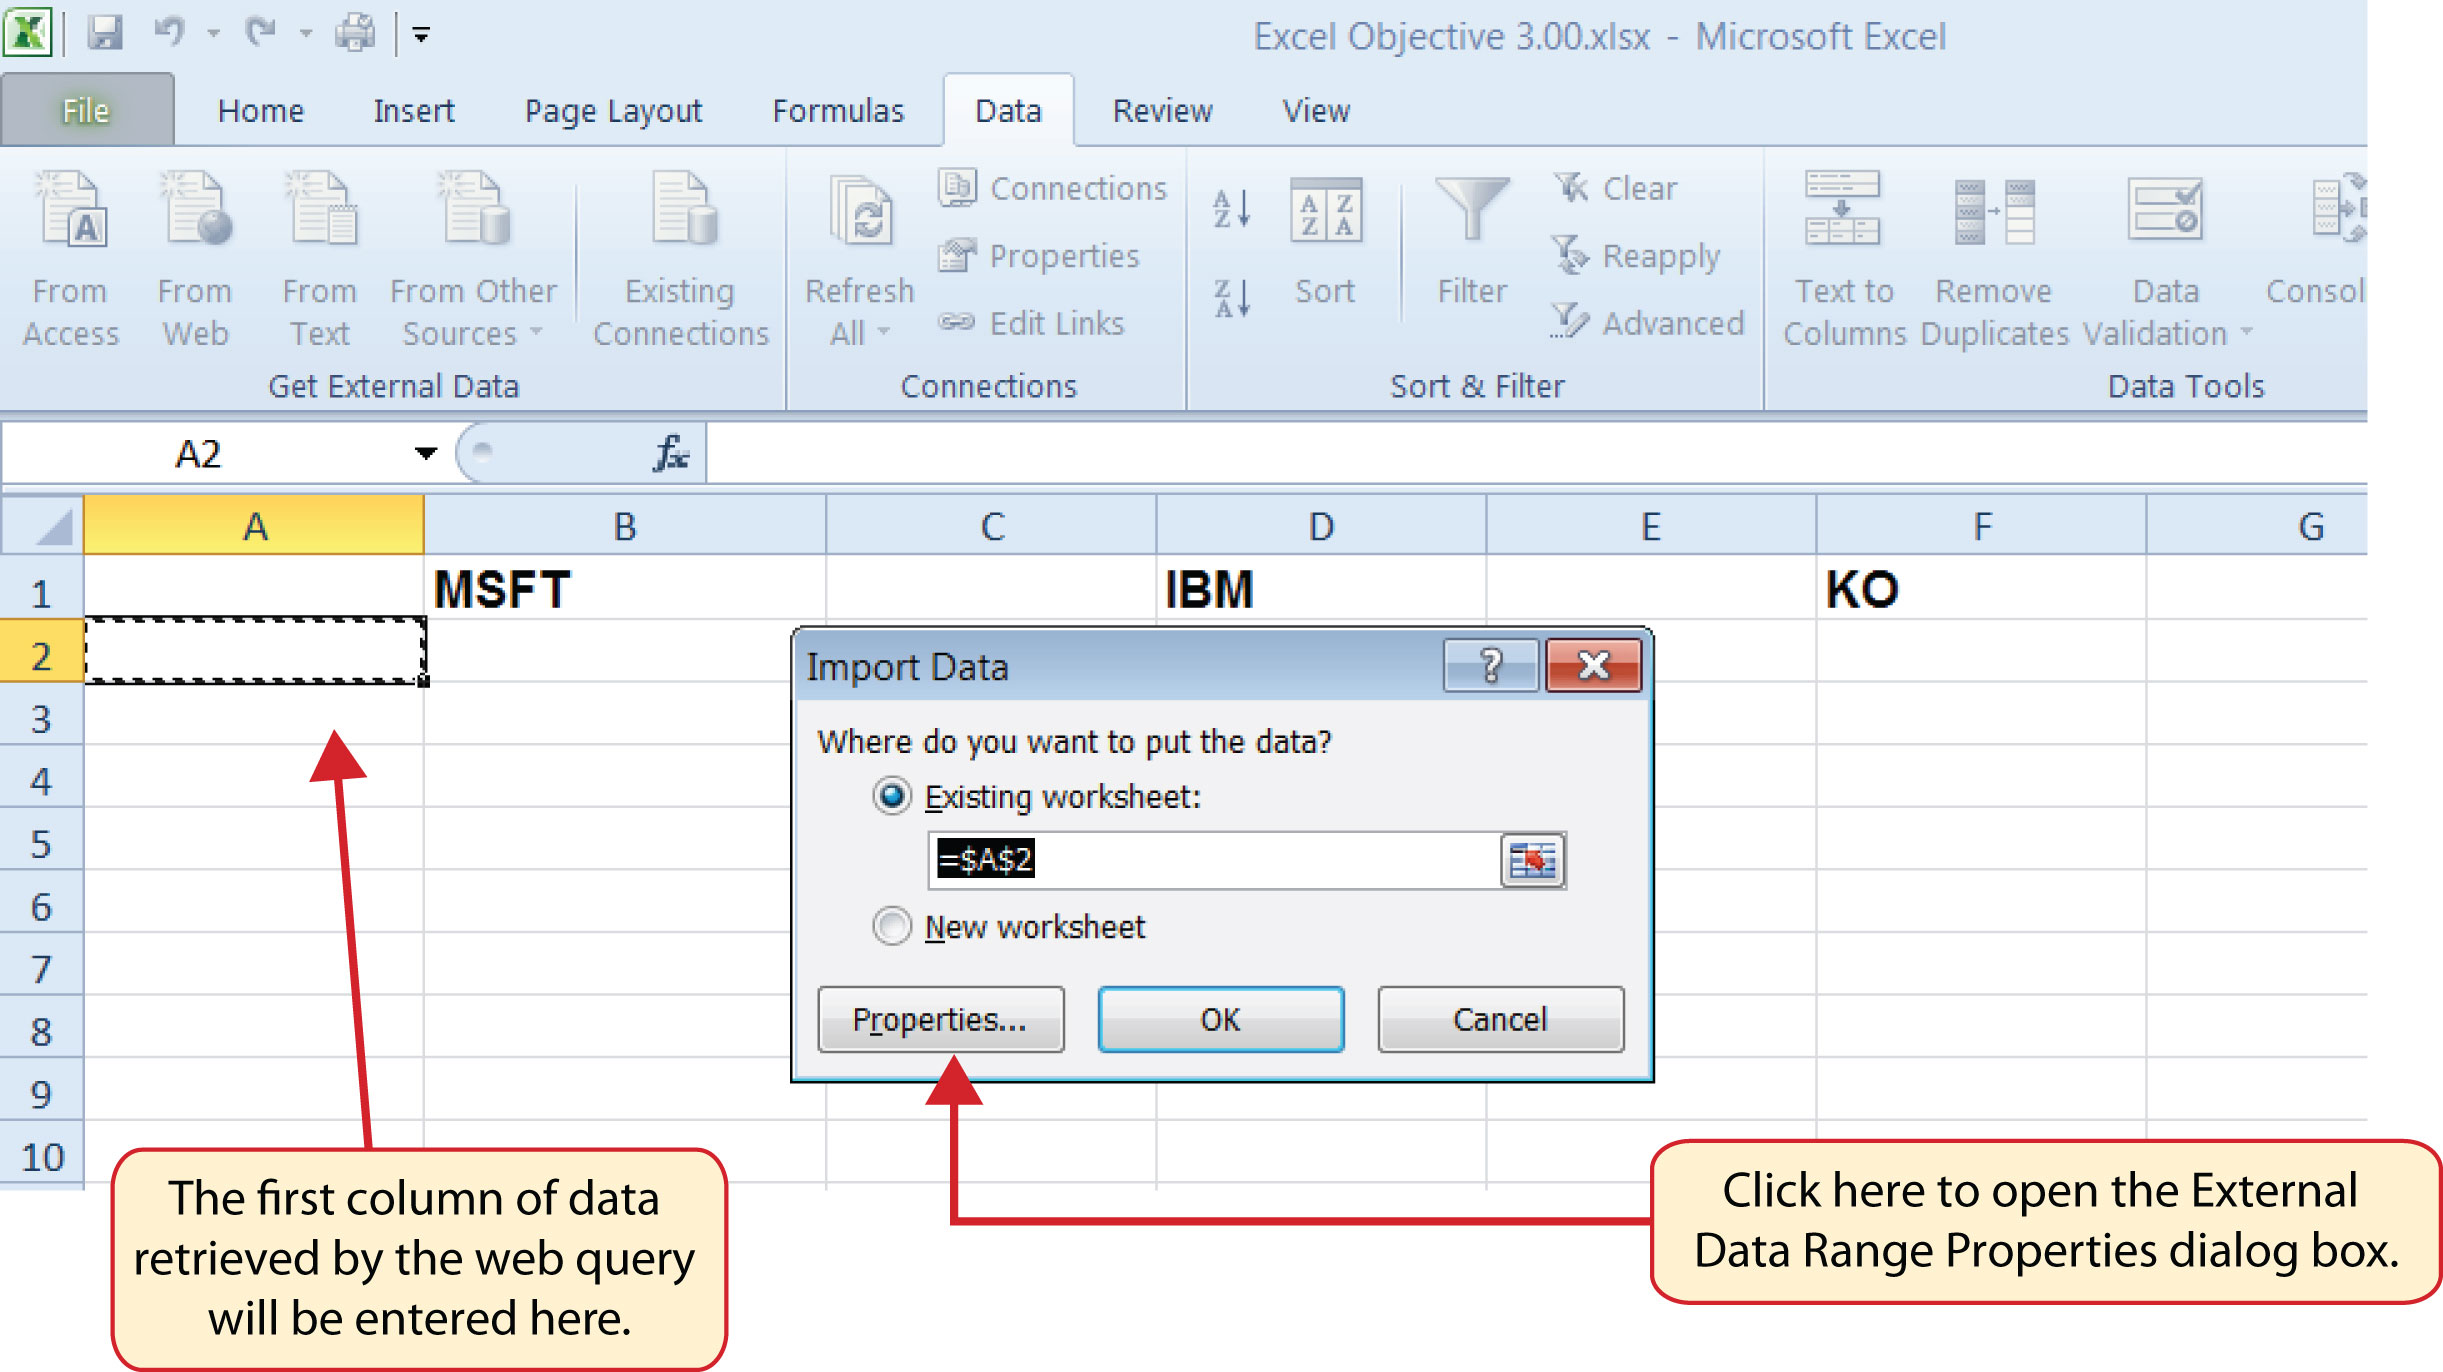 Excel Objective 3.00.xlsx - Microsoft Excel
File Home Insert Page Layout Formulas Data Review View
From Access From Web From Text From Other Sources Existing Connections
Get External Data
Refresh All Connections Properties Edit Links
Connections
Sort Filter Clear Reapply Advanced
Sort & Filter
Text to Columns Remove Duplicates Data Validation Consol
Data Tools
A2 fx
A B C D E F G
1 MSFT IBM KO
2
3
4
5
6
7
8
9
10
Import Data
Where do you want to put the data?
Existing worksheet:
=$A$2
New worksheet
Properties... OK Cancel
The first column of data
retrieved by the web query
will be entered here.
Click here to open the External
Data Range Properties dialog box.